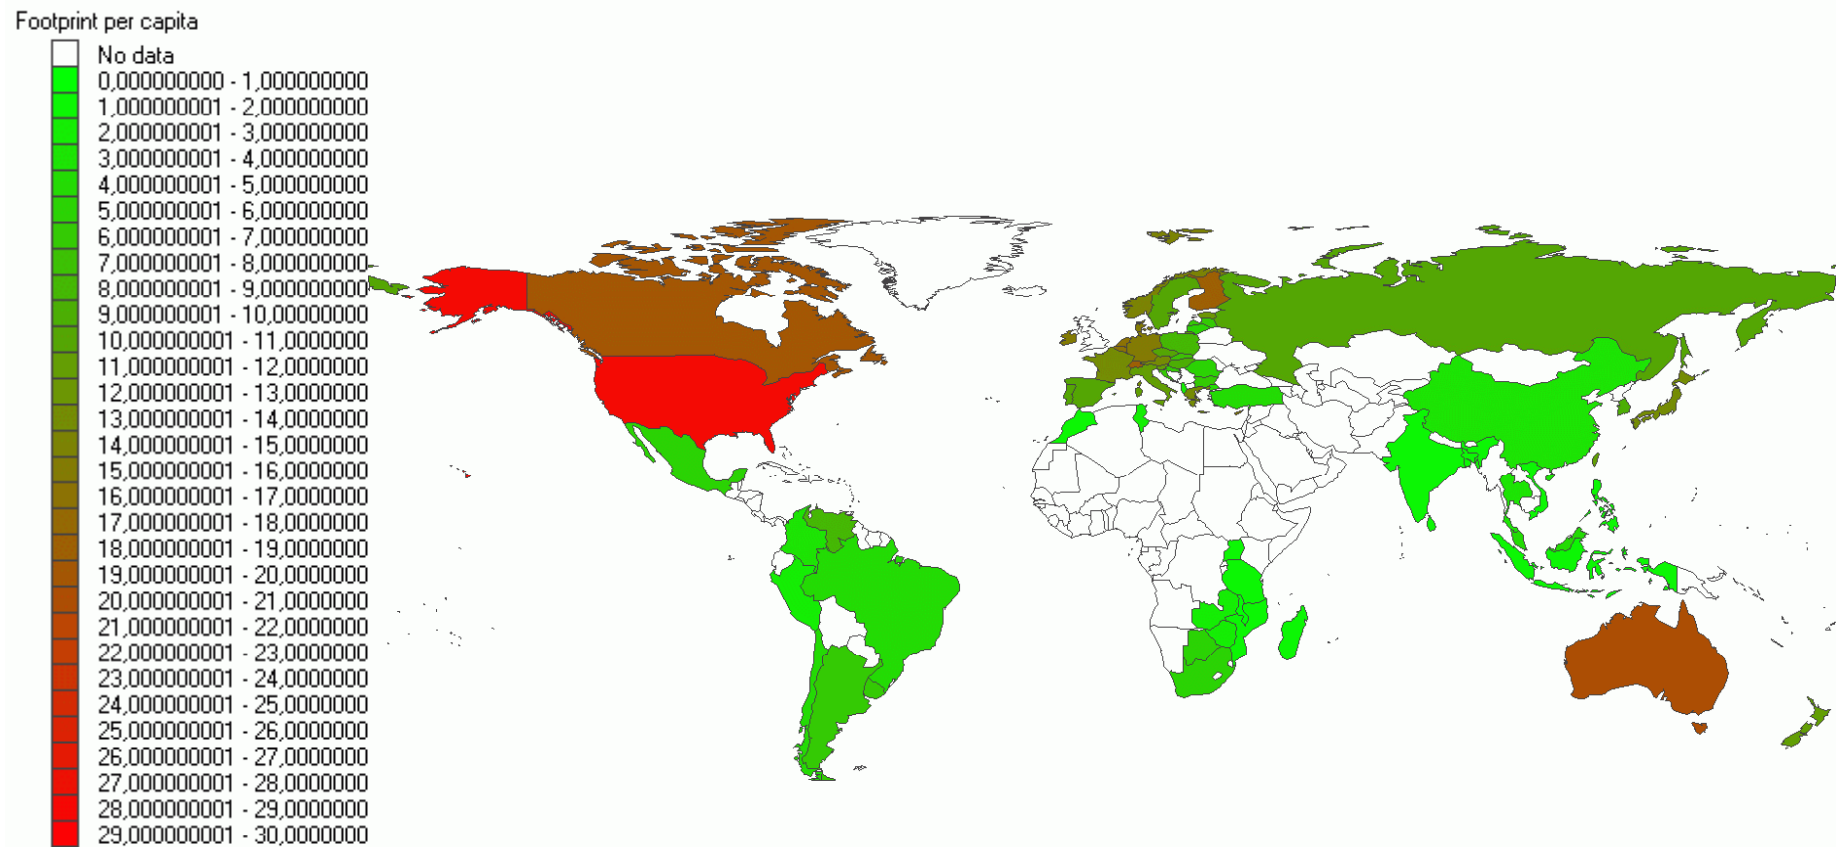 Footprint per capita
No data
0,000000000 - 1,000000000
1,000000001 - 2,000000000
2,000000001 - 3,000000000
3,000000001 - 4,000000000
4,000000001 - 5,000000000
5,000000001 - 6,000000000
6,000000001 - 7,000000000
7,000000001 - 8,000000000
8,000000001 - 9,000000000
9,000000001 - 10,00000000
10,000000001 - 11,0000000
11,000000001 - 12,0000000
12,000000001 - 13,0000000
13,000000001 - 14,0000000
14,000000001 - 15,0000000
15,000000001 - 16,0000000
16,000000001 - 17,0000000
17,000000001 - 18,0000000
18,000000001 - 19,0000000
19,000000001 - 20,0000000
20,000000001 - 21,0000000
21,000000001 - 22,0000000
22,000000001 - 23,0000000
23,000000001 - 24,0000000
24,000000001 - 25,0000000
25,000000001 - 26,0000000
26,000000001 - 27,0000000
27,000000001 - 28,0000000
28,000000001 - 29,0000000
29,000000001 - 30,0000000